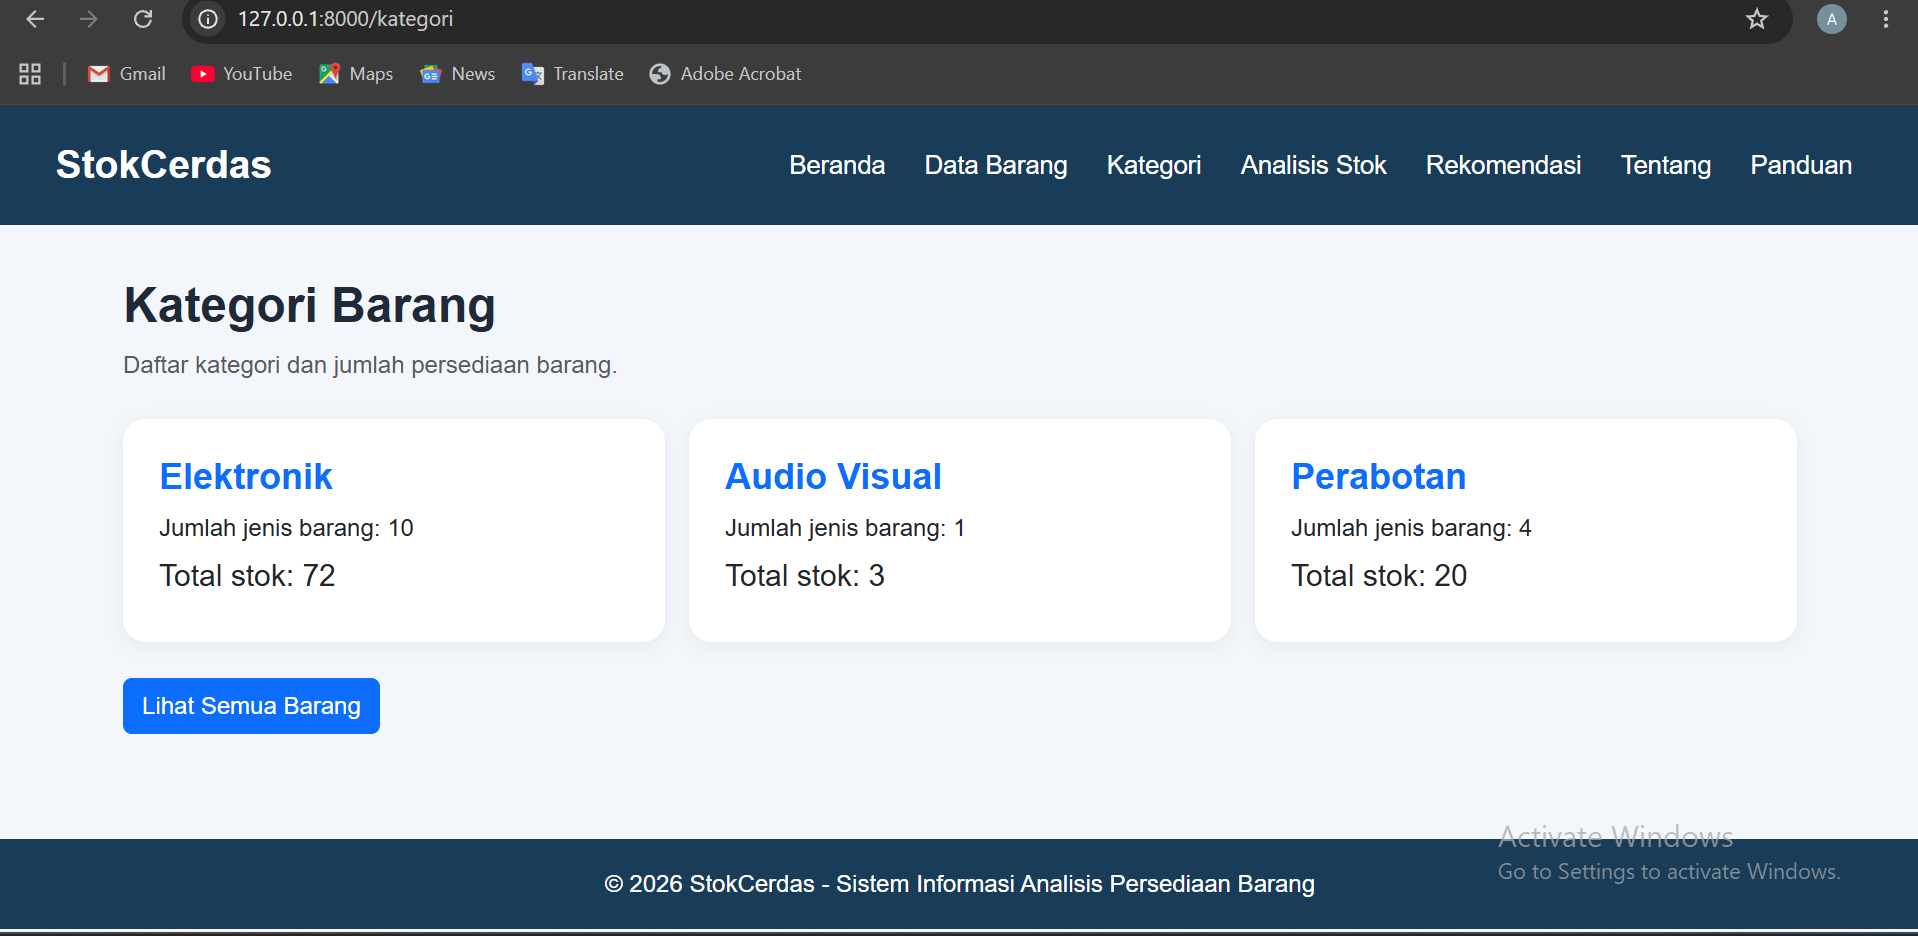 127.0.0.1:8000/kategori
A
Gmail YouTube Maps News Translate Adobe Acrobat
StokCerdas
Beranda Data Barang Kategori Analisis Stok Rekomendasi Tentang Panduan
Kategori Barang
Daftar kategori dan jumlah persediaan barang.
Elektronik
Jumlah jenis barang: 10
Total stok: 72
Audio Visual
Jumlah jenis barang: 1
Total stok: 3
Perabotan
Jumlah jenis barang: 4
Total stok: 20
Lihat Semua Barang
Activate Windows
Go to Settings to activate Windows.
© 2026 StokCerdas - Sistem Informasi Analisis Persediaan Barang